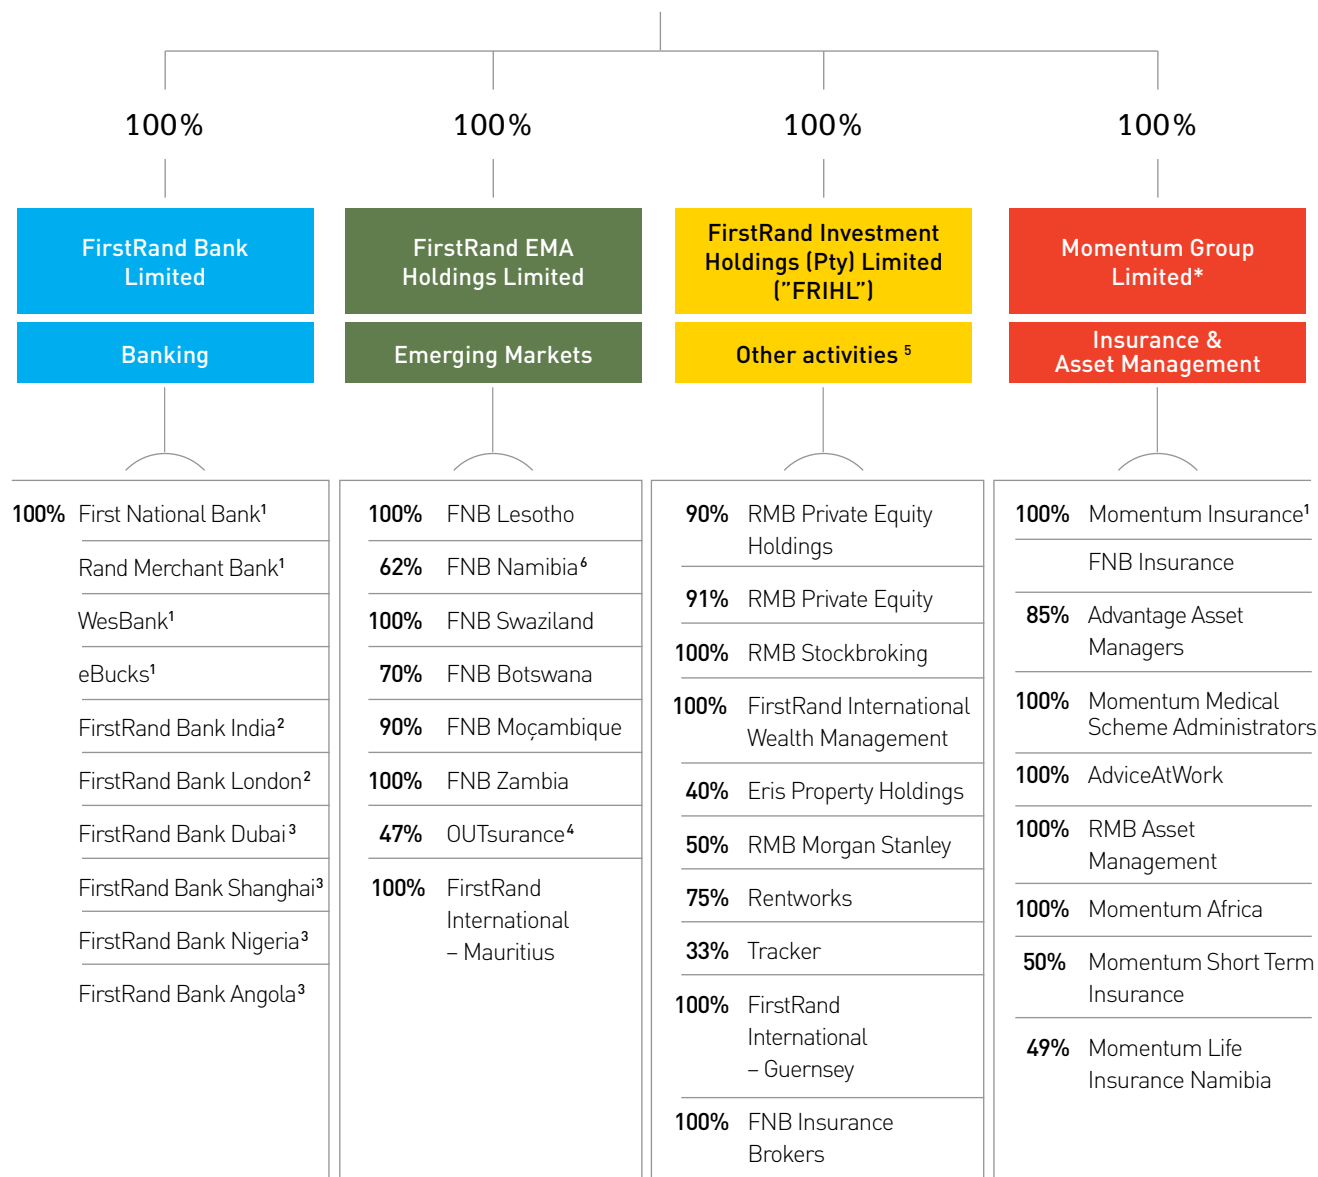 100%
100%
100%
100%
FirstRand Bank
Limited
Banking
FirstRand EMA
Holdings Limited
Emerging Markets
FirstRand Investment
Holdings (Pty) Limited
("FRIHL")
Other activities ⁵
Momentum Group
Limited*
Insurance &
Asset Management
100% First National Bank¹
Rand Merchant Bank¹
WesBank¹
eBucks¹
FirstRand Bank India²
FirstRand Bank London²
FirstRand Bank Dubai³
FirstRand Bank Shanghai³
FirstRand Bank Nigeria³
FirstRand Bank Angola³
100% FNB Lesotho
62% FNB Namibia⁶
100% FNB Swaziland
70% FNB Botswana
90% FNB Moçambique
100% FNB Zambia
47% OUTsurance⁴
100% FirstRand
International
– Mauritius
90% RMB Private Equity
Holdings
91% RMB Private Equity
100% RMB Stockbroking
100% FirstRand International
Wealth Management
40% Eris Property Holdings
50% RMB Morgan Stanley
75% Rentworks
33% Tracker
100% FirstRand
International
– Guernsey
100% FNB Insurance
Brokers
100% Momentum Insurance¹
FNB Insurance
85% Advantage Asset
Managers
100% Momentum Medical
Scheme Administrators
100% AdviceAtWork
100% RMB Asset
Management
100% Momentum Africa
50% Momentum Short Term
Insurance
49% Momentum Life
Insurance Namibia